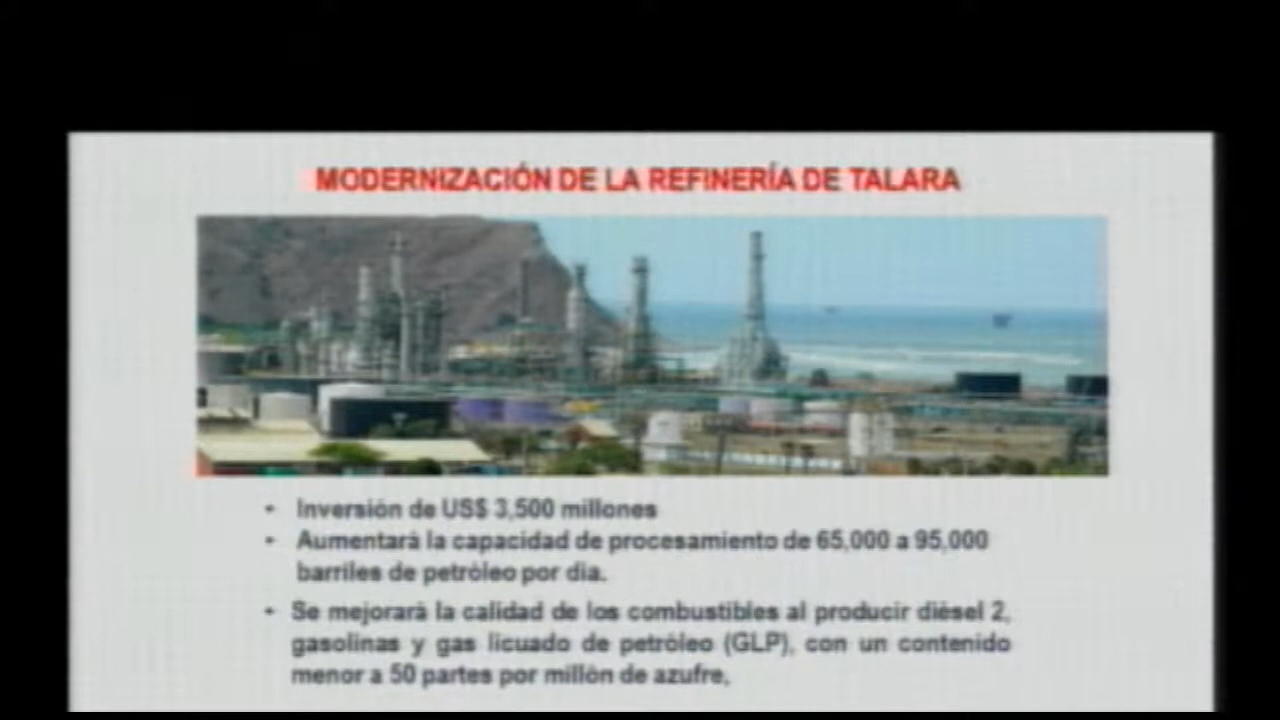 MODERNIZACIÓN DE LA REFINERÍA DE TALARA
• Inversión de US$ 3,500 millones
• Aumentará la capacidad de procesamiento de 65,000 a 95,000
barriles de petróleo por día.
• Se mejorará la calidad de los combustibles al producir diésel 2,
gasolinas y gas licuado de petróleo (GLP), con un contenido
menor a 50 partes por millón de azufre,